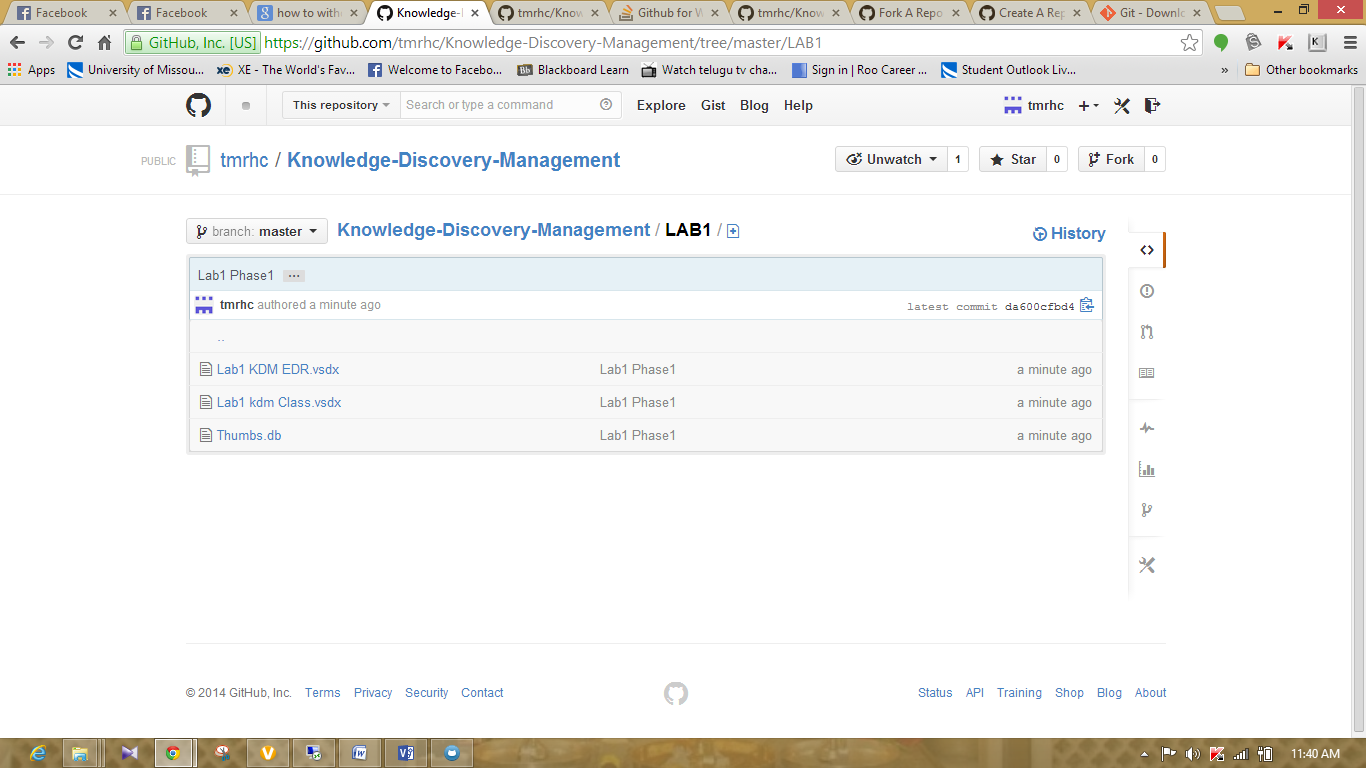 Facebook Facebook how to with Knowledge- tmrhc/Know Github for W tmrhc/Know Fork A Repo Create A Rep Git - Downlo
GitHub, Inc. [US] https://github.com/tmrhc/Knowledge-Discovery-Management/tree/master/LAB1
Apps University of Missou... XE - The World's Fav... Welcome to Facebo... Bb Blackboard Learn Watch telugu tv cha... Sign in | Roo Career ... Student Outlook Liv... » Other bookmarks
This repository Search or type a command Explore Gist Blog Help tmrhc
PUBLIC tmrhc / Knowledge-Discovery-Management Unwatch 1 Star 0 Fork 0
branch: master Knowledge-Discovery-Management / LAB1 / History
Lab1 Phase1 ...
tmrhc authored a minute ago latest commit da600cfbd4
..
Lab1 KDM EDR.vsdx Lab1 Phase1 a minute ago
Lab1 kdm Class.vsdx Lab1 Phase1 a minute ago
Thumbs.db Lab1 Phase1 a minute ago
© 2014 GitHub, Inc. Terms Privacy Security Contact Status API Training Shop Blog About
11:40 AM